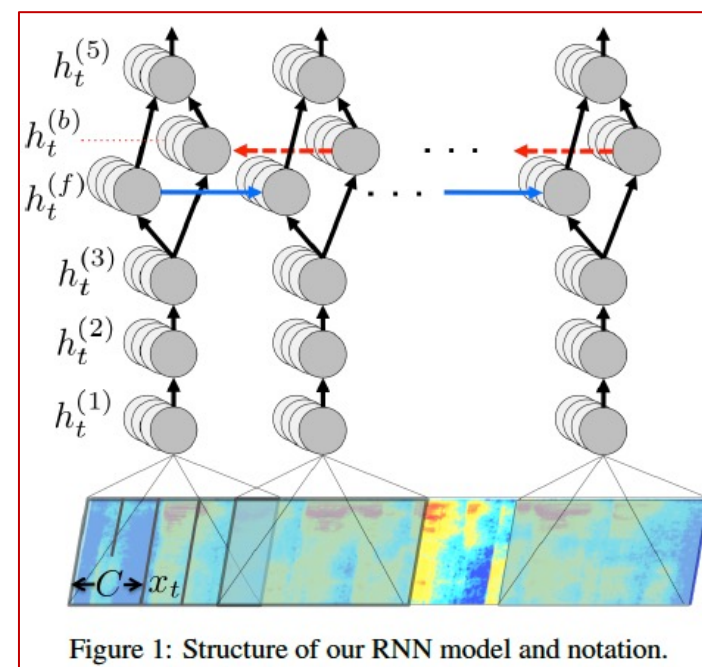 h_t^{(5)}
h_t^{(b)}
. . .
h_t^{(f)}
. . .
h_t^{(3)}
h_t^{(2)}
h_t^{(1)}
C x_t
Figure 1: Structure of our RNN model and notation.